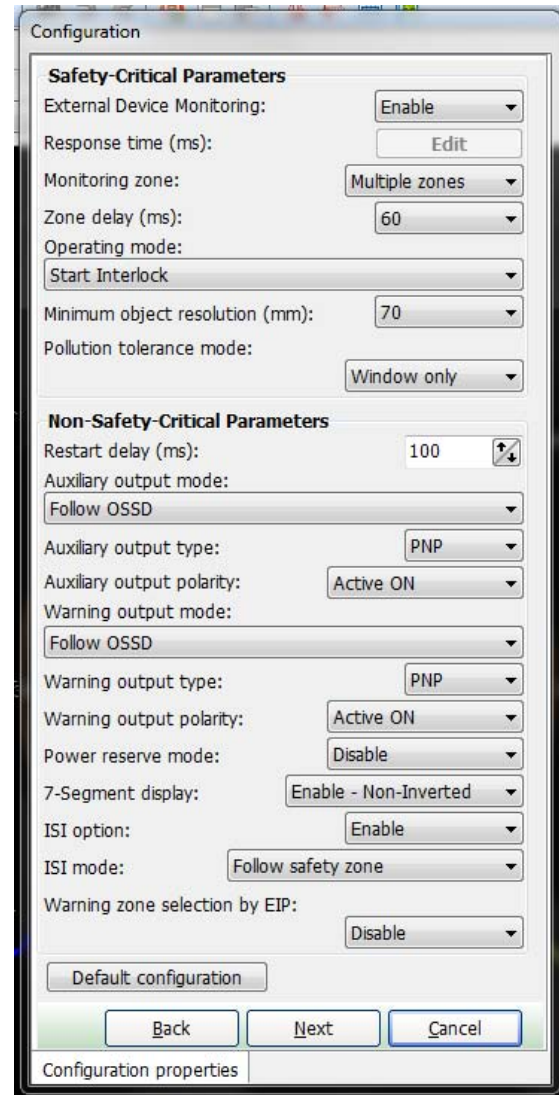 Configuration
Safety-Critical Parameters
External Device Monitoring: Enable
Response time (ms): Edit
Monitoring zone: Multiple zones
Zone delay (ms): 60
Operating mode:
Start Interlock
Minimum object resolution (mm): 70
Pollution tolerance mode:
Window only
Non-Safety-Critical Parameters
Restart delay (ms): 100
Auxiliary output mode:
Follow OSSD
Auxiliary output type: PNP
Auxiliary output polarity: Active ON
Warning output mode:
Follow OSSD
Warning output type: PNP
Warning output polarity: Active ON
Power reserve mode: Disable
7-Segment display: Enable - Non-Inverted
ISI option: Enable
ISI mode: Follow safety zone
Warning zone selection by EIP:
Disable
Default configuration
Back Next Cancel
Configuration properties